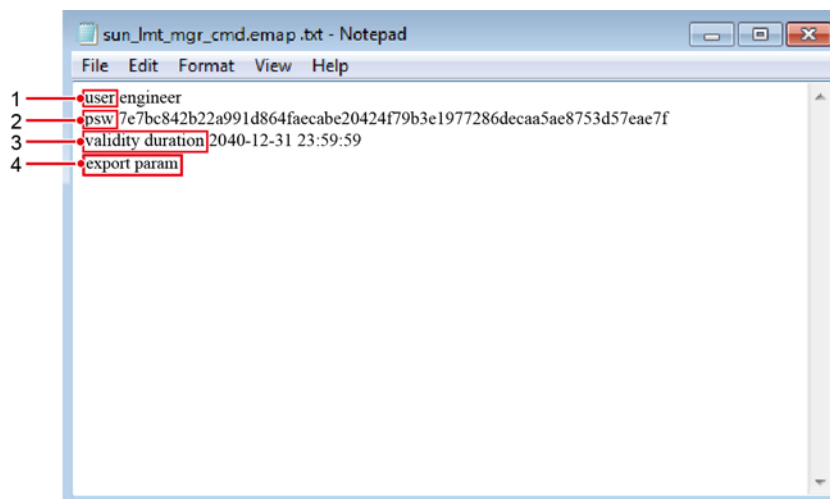 sun_lmt_mgr_cmd.emap .txt - Notepad
File Edit Format View Help
1 user engineer
2 psw 7e7bc842b22a991d864faecabe20424f79b3e1977286decaa5ae8753d57eae7f
3 validity duration 2040-12-31 23:59:59
4 export param